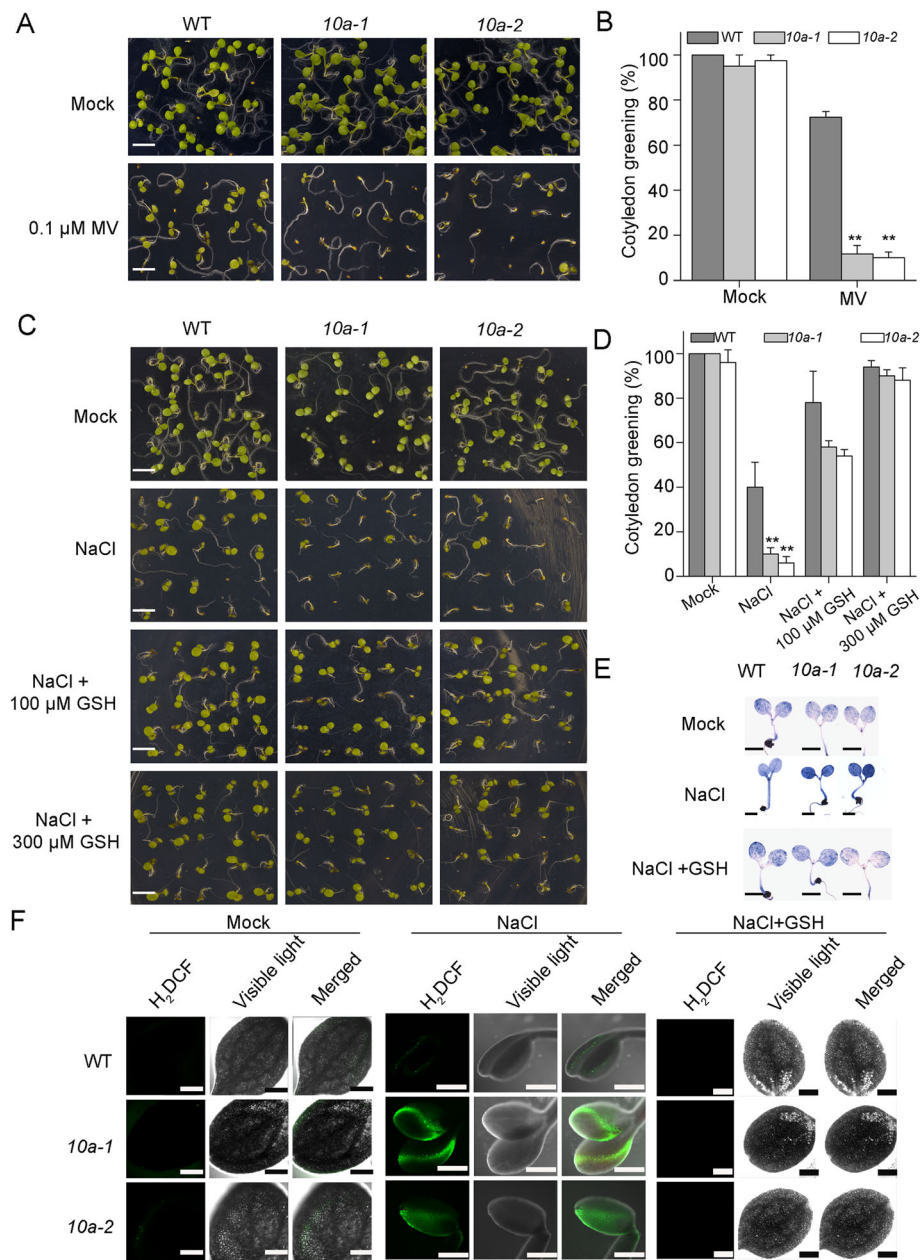 A
WT 10a-1 10a-2
Mock
0.1 µM MV
B
WT 10a-1 10a-2
Cotyledon greening (%)
100
80
60
40
20
0
Mock MV
** **
C
WT 10a-1 10a-2
Mock
NaCl
NaCl +
100 µM GSH
NaCl +
300 µM GSH
D
WT 10a-1 10a-2
Cotyledon greening (%)
100
80
60
40
20
0
** **
Mock
NaCl
NaCl +
100 µM GSH
NaCl +
300 µM GSH
E
WT 10a-1 10a-2
Mock
NaCl
NaCl +GSH
F
Mock NaCl NaCl+GSH
H₂DCF Visible light Merged H₂DCF Visible light Merged H₂DCF Visible light Merged
WT
10a-1
10a-2